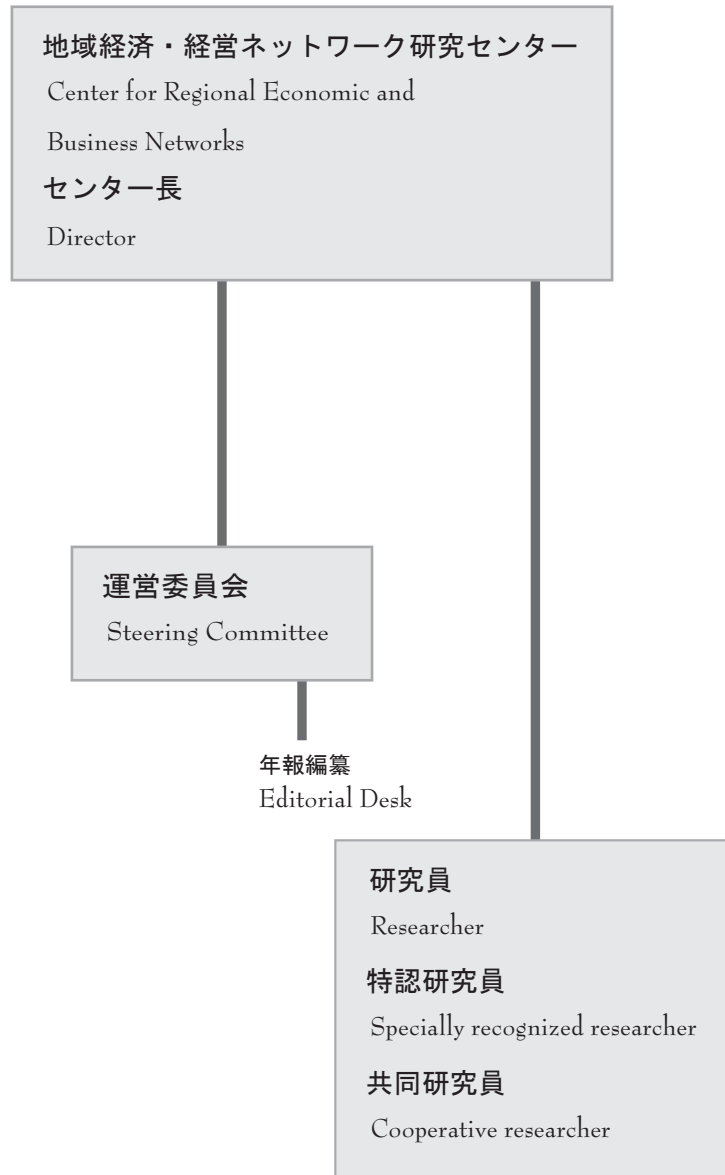 地域経済・経営ネットワーク研究センター
Center for Regional Economic and
Business Networks
センター長
Director
運営委員会
Steering Committee
年報編纂
Editorial Desk
研究員
Researcher
特認研究員
Specially recognized researcher
共同研究員
Cooperative researcher